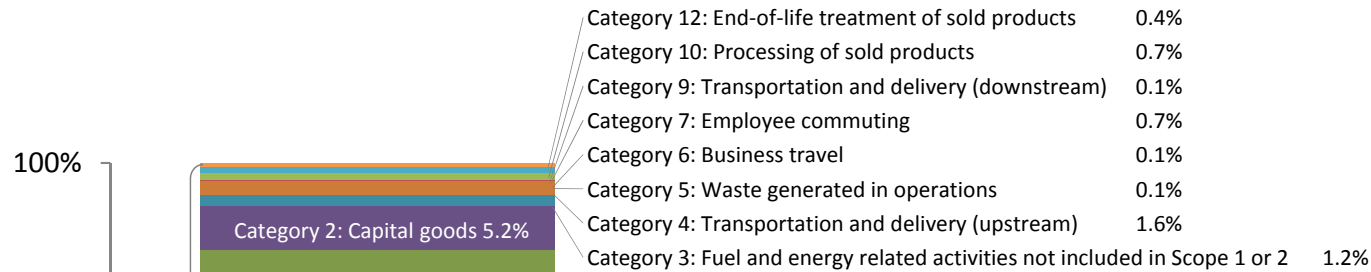 Category 12: End-of-life treatment of sold products 0.4%
Category 10: Processing of sold products 0.7%
Category 9: Transportation and delivery (downstream) 0.1%
Category 7: Employee commuting 0.7%
100%
Category 6: Business travel 0.1%
Category 5: Waste generated in operations 0.1%
Category 4: Transportation and delivery (upstream) 1.6%
Category 2: Capital goods 5.2%
Category 3: Fuel and energy related activities not included in Scope 1 or 2 1.2%